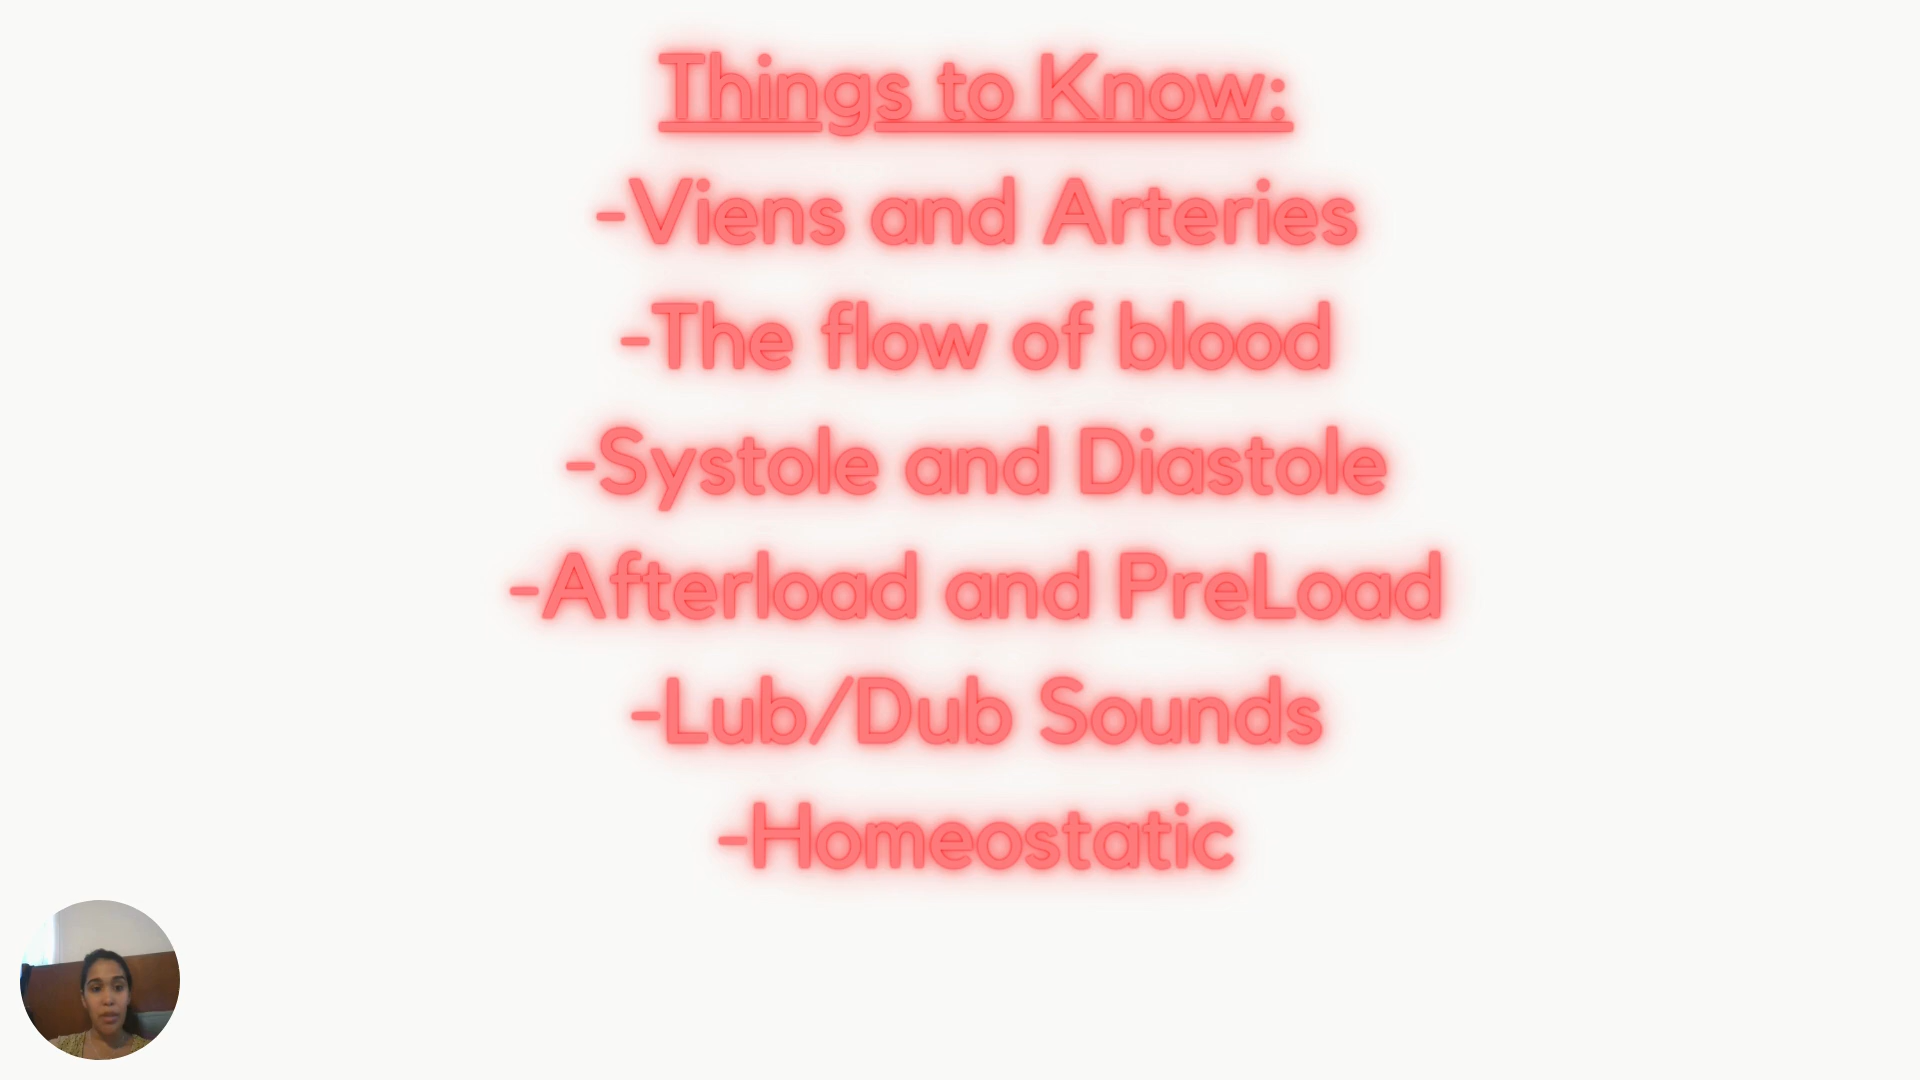 Things to Know:
-Viens and Arteries
-The flow of blood
-Systole and Diastole
-Afterload and PreLoad
-Lub/Dub Sounds
-Homeostatic